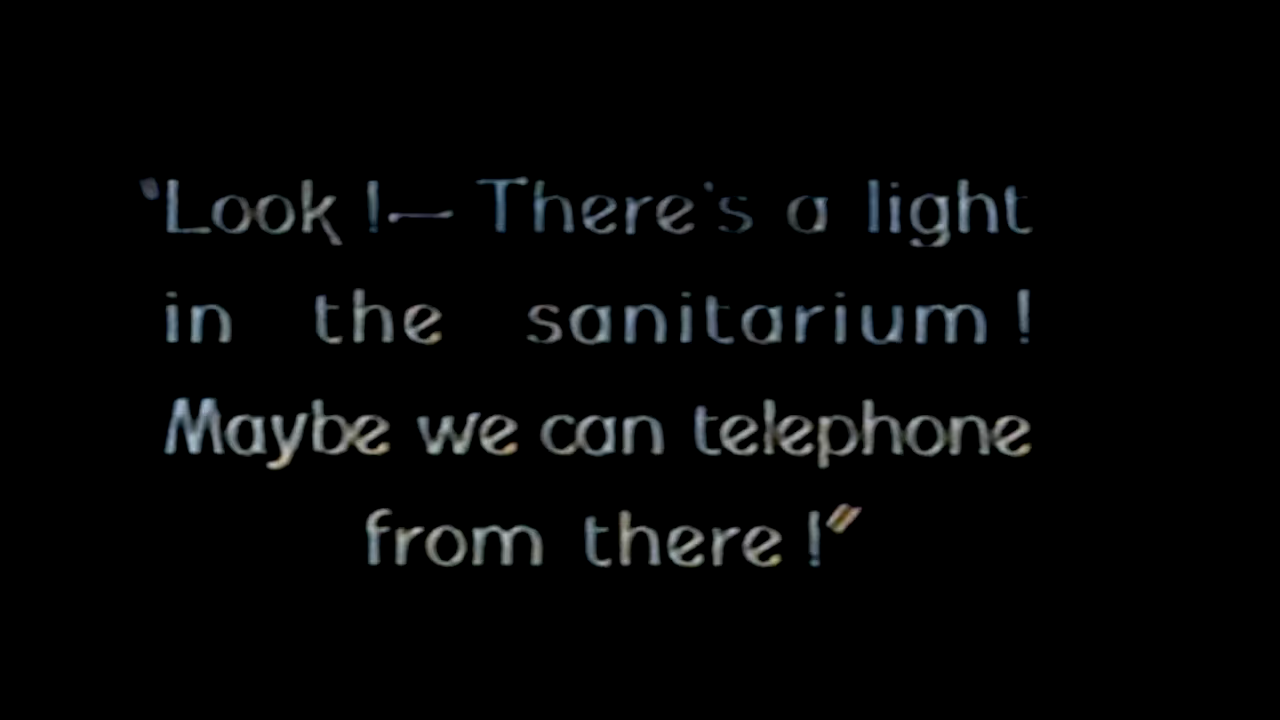 "Look!— There's a light
in the sanitarium!
Maybe we can telephone
from there!"